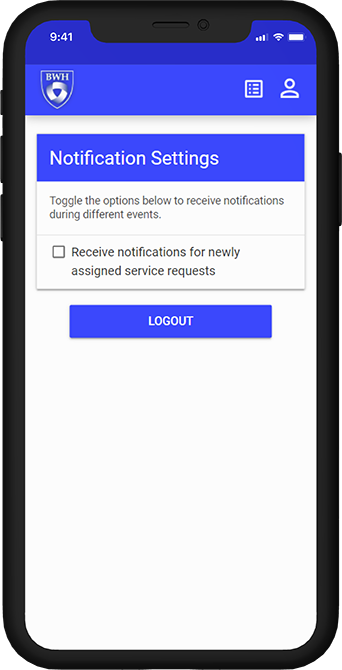 9:41
BWH
Notification Settings
Toggle the options below to receive notifications
during different events.
Receive notifications for newly
assigned service requests
LOGOUT